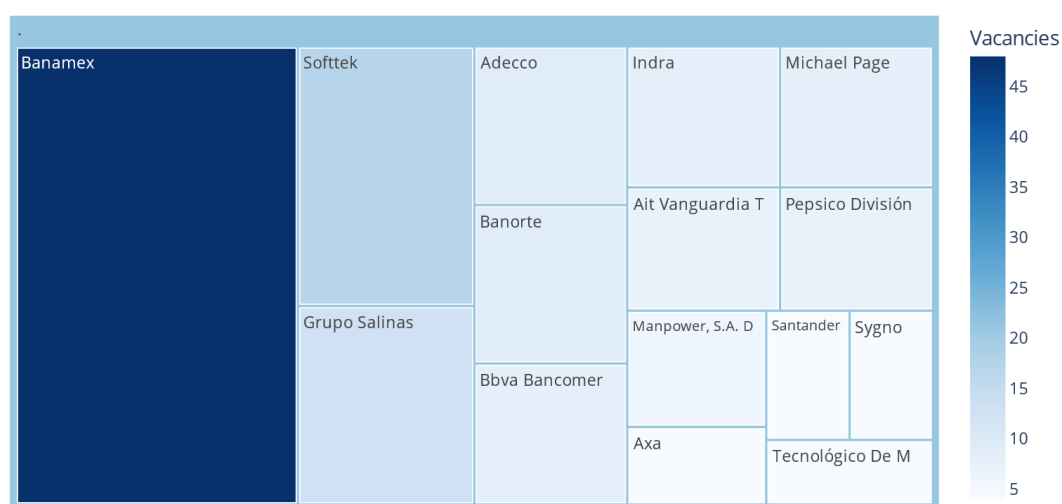 .
Banamex
Softtek
Grupo Salinas
Adecco
Banorte
Bbva Bancomer
Indra
Michael Page
Ait Vanguardia T
Pepsico División
Manpower, S.A. D
Santander
Sygno
Axa
Tecnológico De M
Vacancies
45
40
35
30
25
20
15
10
5